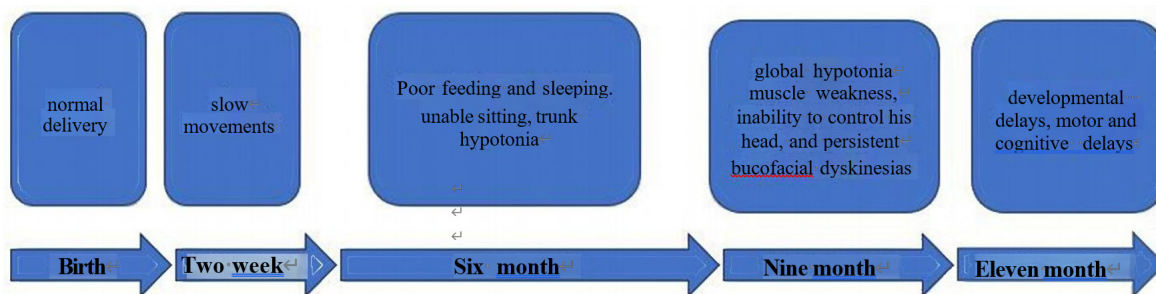 normal
delivery
slow
movements
Poor feeding and sleeping.
unable sitting, trunk
hypotonia
global hypotonia
muscle weakness,
inability to control his
head, and persistent
bucofacial dyskinesias
developmental
delays, motor and
cognitive delays
Birth
Two week
Six month
Nine month
Eleven month